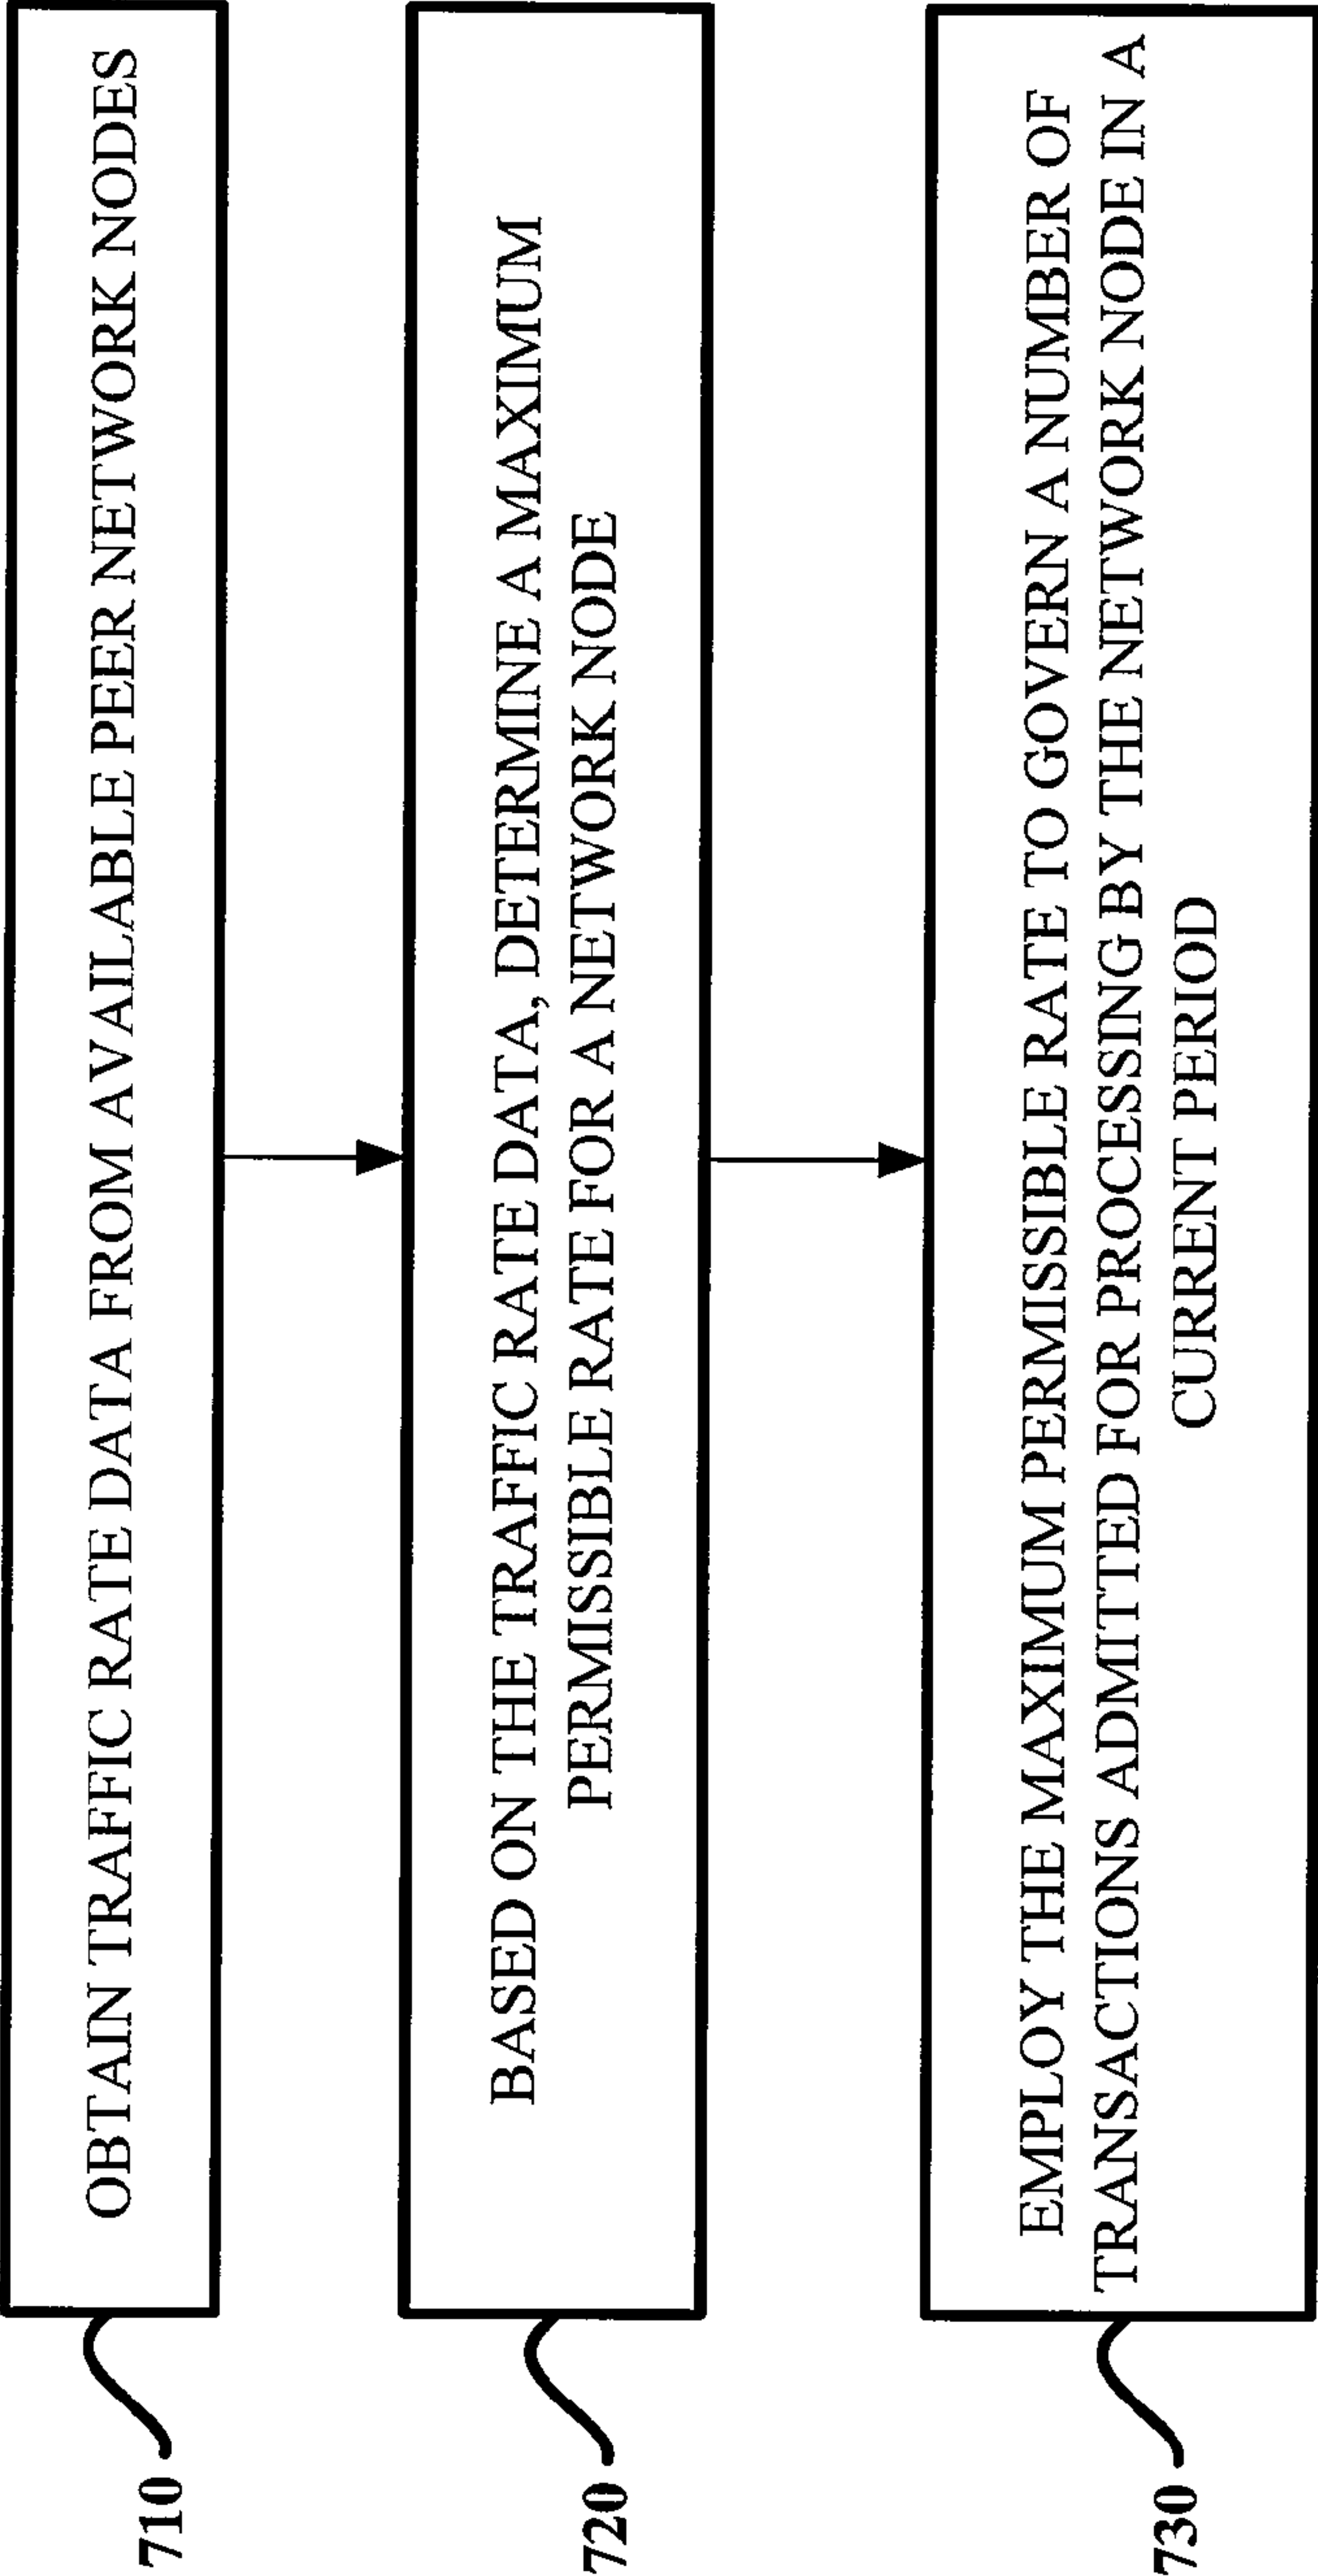 710
OBTAIN TRAFFIC RATE DATA FROM AVAILABLE PEER NETWORK NODES
720
BASED ON THE TRAFFIC RATE DATA, DETERMINE A MAXIMUM
PERMISSIBLE RATE FOR A NETWORK NODE
730
EMPLOY THE MAXIMUM PERMISSIBLE RATE TO GOVERN A NUMBER OF
TRANSACTIONS ADMITTED FOR PROCESSING BY THE NETWORK NODE IN A
CURRENT PERIOD